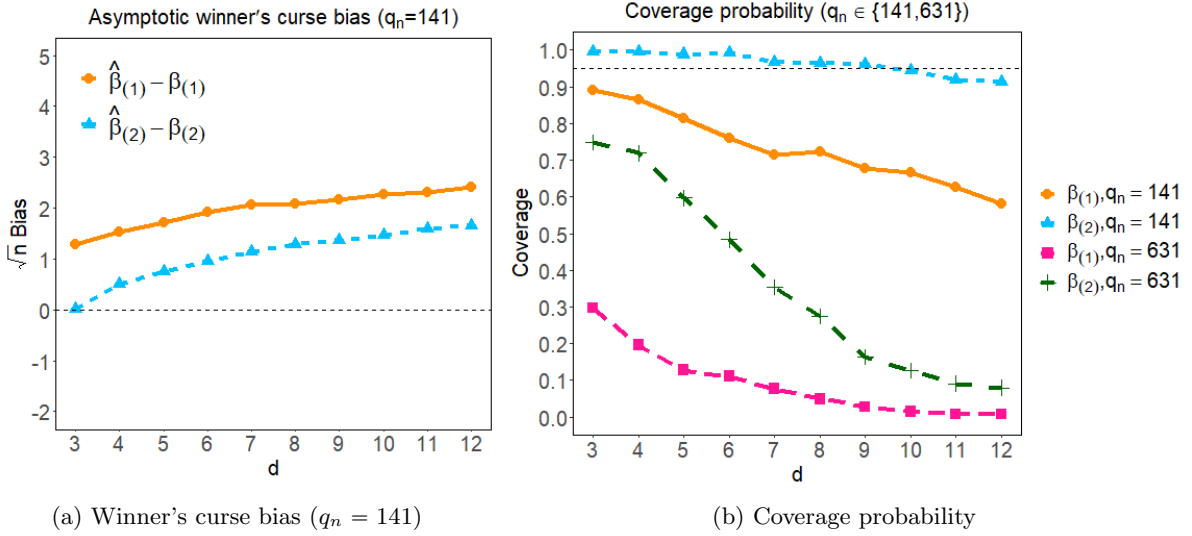 Asymptotic winner's curse bias (qₙ=141)
β̂₍₁₎ − β₍₁₎
β̂₍₂₎ − β₍₂₎
√n Bias
5
4
3
2
1
0
-1
-2
3 4 5 6 7 8 9 10 11 12
d
(a) Winner's curse bias (qₙ = 141)
Coverage probability (qₙ ∈ {141,631})
Coverage
1.0
0.9
0.8
0.7
0.6
0.5
0.4
0.3
0.2
0.1
0.0
3 4 5 6 7 8 9 10 11 12
d
β₍₁₎, qₙ = 141
β₍₂₎, qₙ = 141
β₍₁₎, qₙ = 631
β₍₂₎, qₙ = 631
(b) Coverage probability